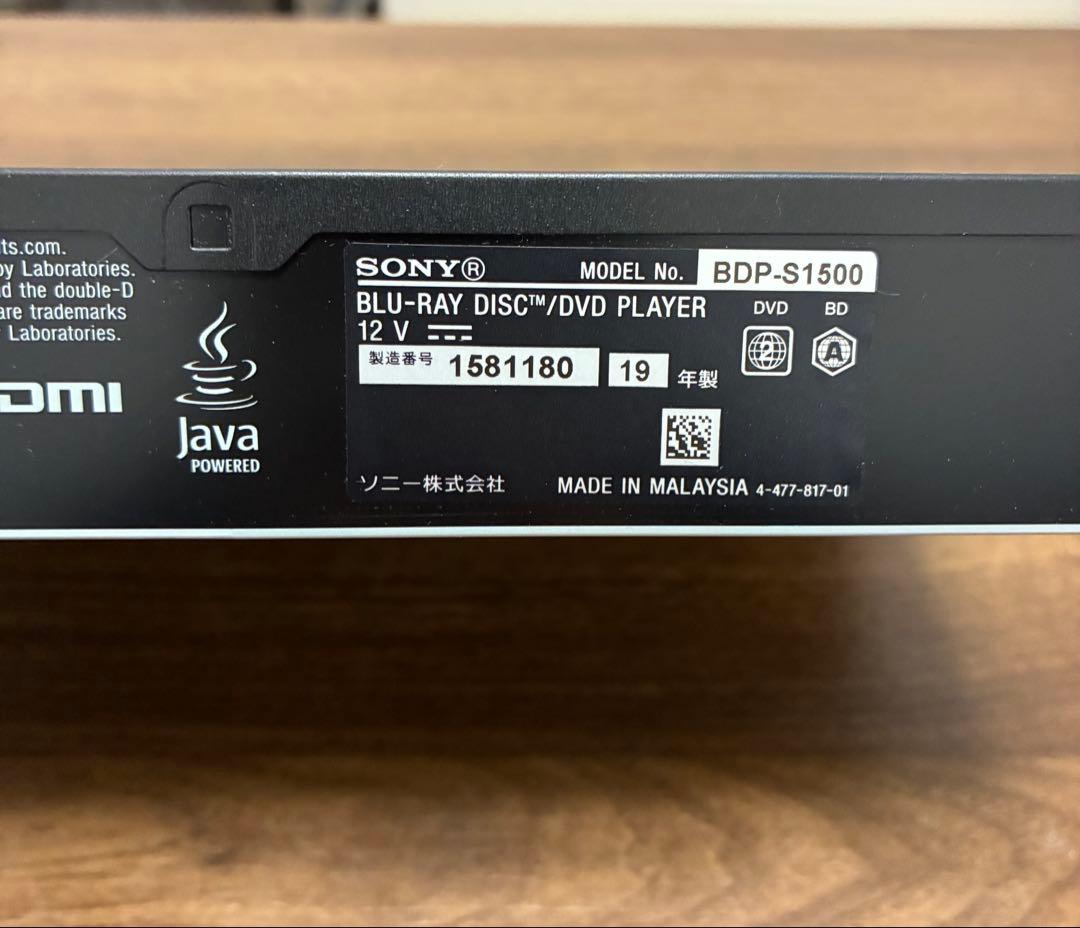 ts.com.
by Laboratories.
d the double-D
are trademarks
Laboratories.
Java
POWERED
SONY® MODEL No. BDP-S1500
BLU-RAY DISC™/DVD PLAYER DVD BD
12 V
2 A
製造番号 1581180 19 年製
ソニー株式会社 MADE IN MALAYSIA 4-477-817-01